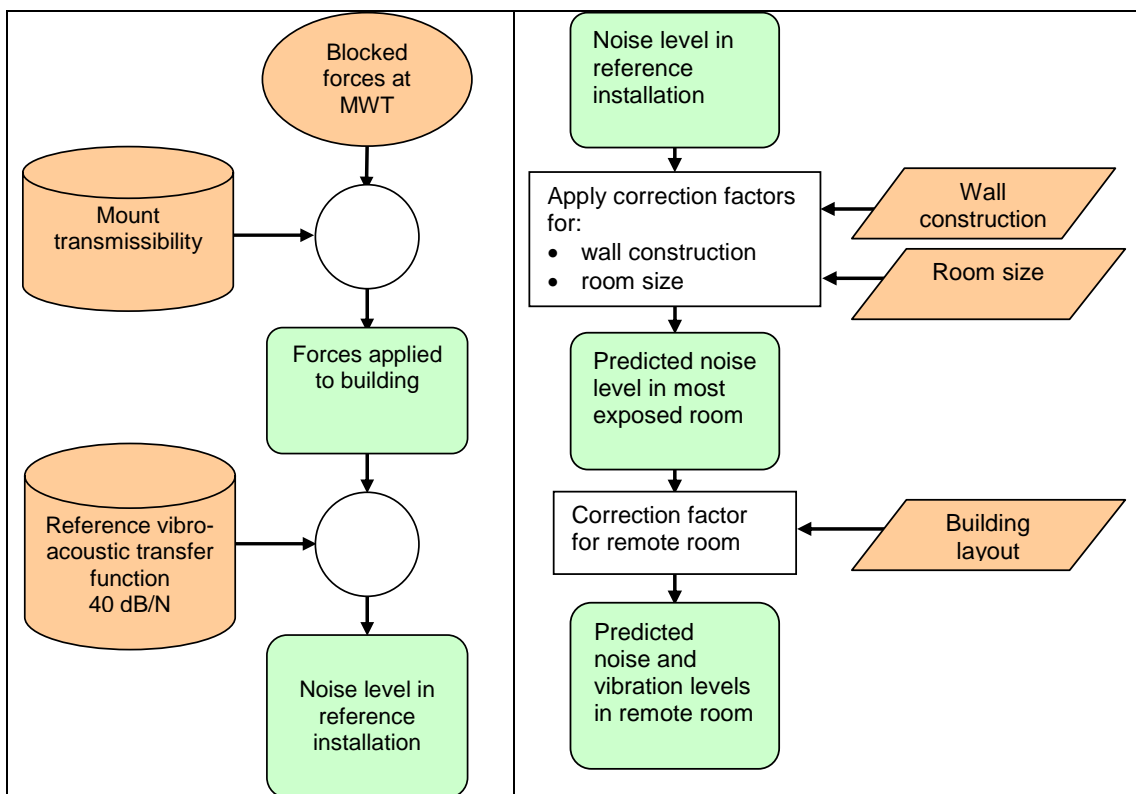 Blocked
forces at
MWT
Mount
transmissibility
Forces applied
to building
Reference vibro-
acoustic transfer
function
40 dB/N
Noise level in
reference
installation
Noise level in
reference
installation
Apply correction factors
for:
• wall construction
• room size
Wall
construction
Room size
Predicted noise
level in most
exposed room
Correction factor
for remote room
Building
layout
Predicted
noise and
vibration levels
in remote room